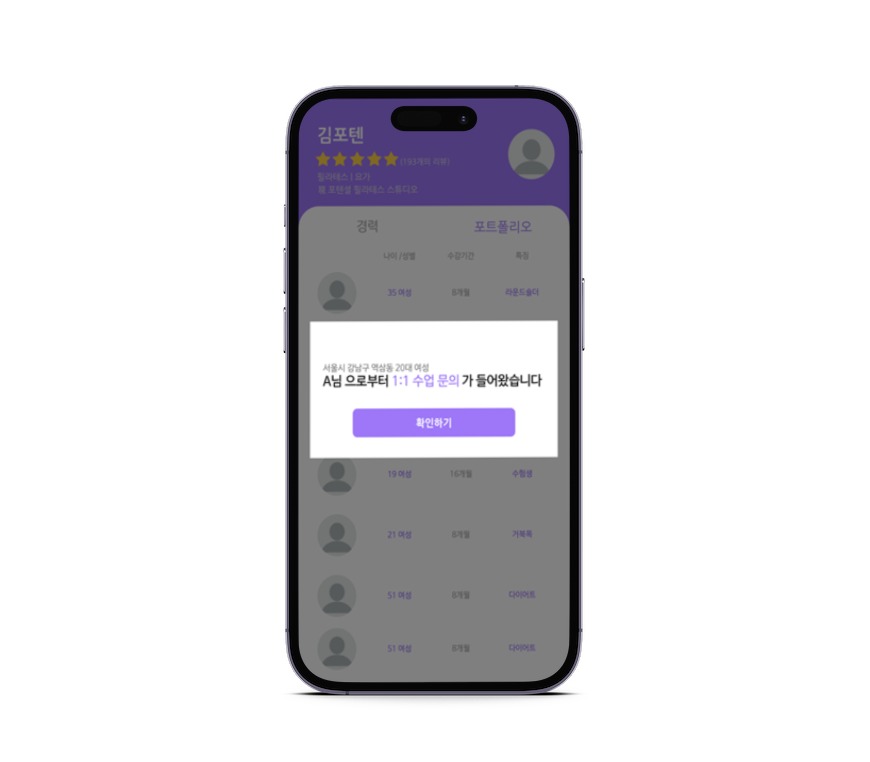 김포텐
(193개의 리뷰)
필라테스 | 요가
현 포텐셜 필라테스 스튜디오
경력 포트폴리오
나이 /성별 수강기간 특징
35 여성 8개월 라운드숄더
서울시 강남구 역삼동 20대 여성
A님 으로부터 1:1 수업 문의 가 들어왔습니다
확인하기
19 여성 16개월 수험생
21 여성 8개월 거북목
51 여성 8개월 다이어트
51 여성 8개월 다이어트